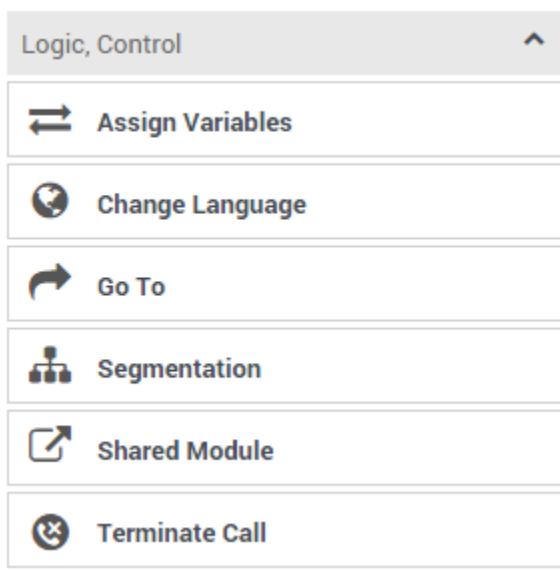 Logic, Control
Assign Variables
Change Language
Go To
Segmentation
Shared Module
Terminate Call